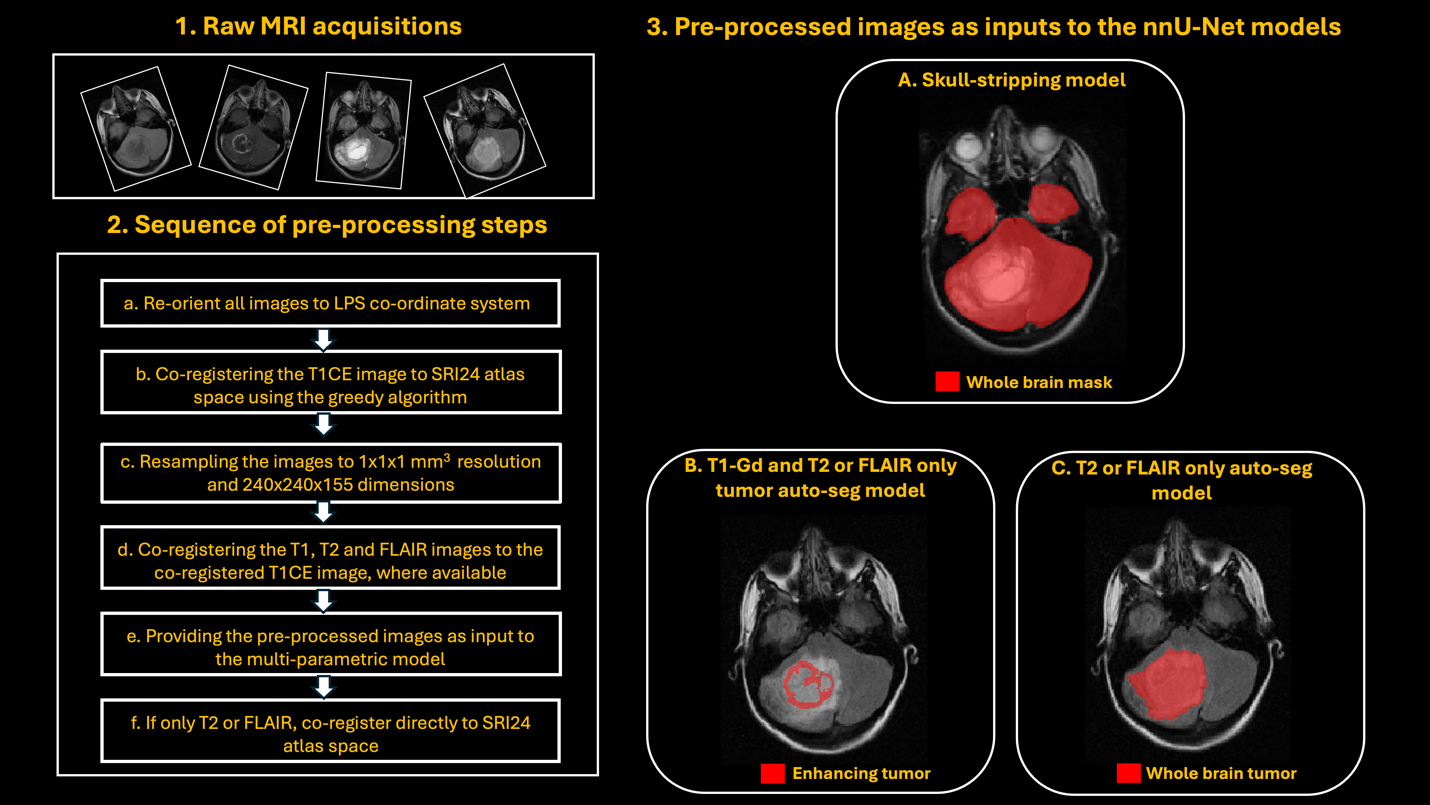 1. Raw MRI acquisitions
2. Sequence of pre-processing steps
a. Re-orient all images to LPS co-ordinate system
b. Co-registering the T1CE image to SRI24 atlas
space using the greedy algorithm
c. Resampling the images to 1x1x1 mm³ resolution
and 240x240x155 dimensions
d. Co-registering the T1, T2 and FLAIR images to the
co-registered T1CE image, where available
e. Providing the pre-processed images as input to
the multi-parametric model
f. If only T2 or FLAIR, co-register directly to SRI24
atlas space
3. Pre-processed images as inputs to the nnU-Net models
A. Skull-stripping model
Whole brain mask
B. T1-Gd and T2 or FLAIR only
tumor auto-seg model
Enhancing tumor
C. T2 or FLAIR only auto-seg
model
Whole brain tumor